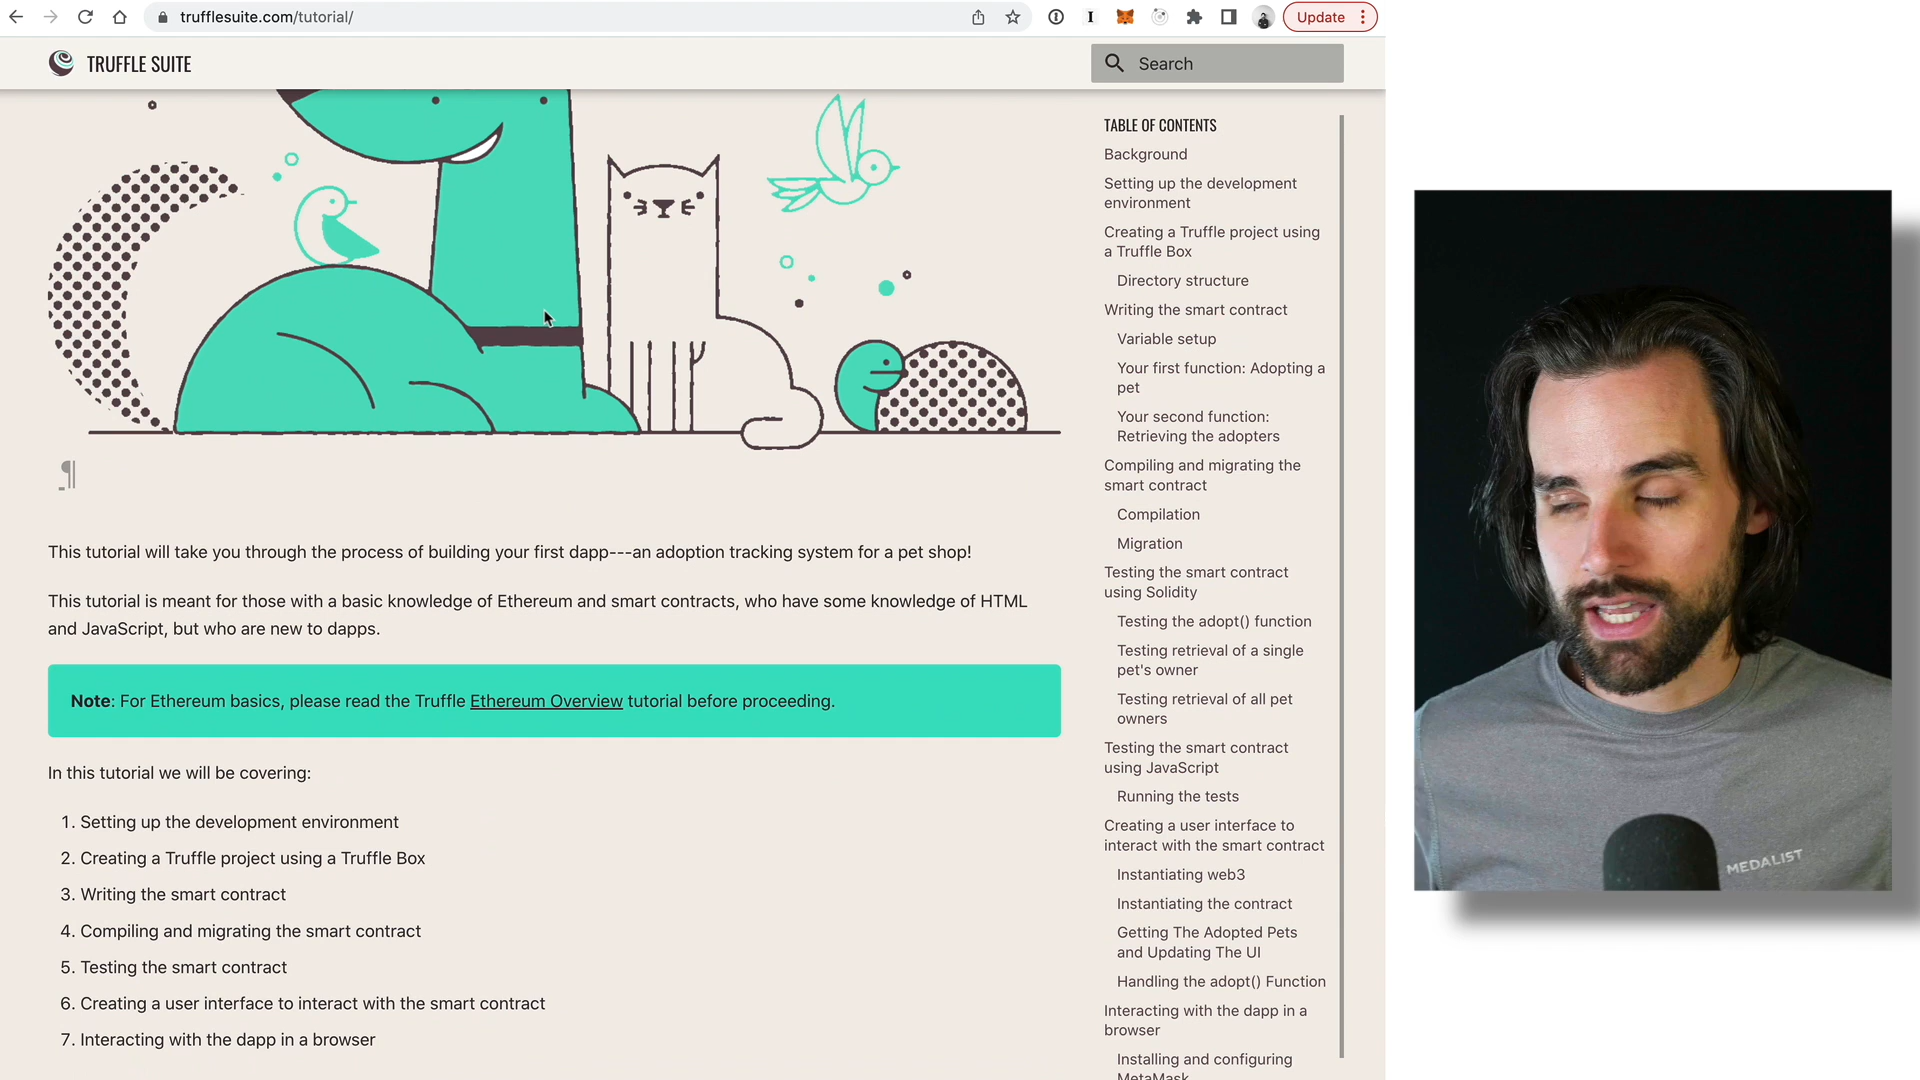 trufflesuite.com/tutorial/
Update
TRUFFLE SUITE
Search
TABLE OF CONTENTS
Background
Setting up the development
environment
Creating a Truffle project using
a Truffle Box
Directory structure
Writing the smart contract
Variable setup
Your first function: Adopting a
pet
Your second function:
Retrieving the adopters
Compiling and migrating the
smart contract
Compilation
Migration
Testing the smart contract
using Solidity
Testing the adopt() function
Testing retrieval of a single
pet's owner
Testing retrieval of all pet
owners
Testing the smart contract
using JavaScript
Running the tests
Creating a user interface to
interact with the smart contract
Instantiating web3
Instantiating the contract
Getting The Adopted Pets
and Updating The UI
Handling the adopt() Function
Interacting with the dapp in a
browser
Installing and configuring
MetaMask
¶
This tutorial will take you through the process of building your first dapp---an adoption tracking system for a pet shop!
This tutorial is meant for those with a basic knowledge of Ethereum and smart contracts, who have some knowledge of HTML
and JavaScript, but who are new to dapps.
Note: For Ethereum basics, please read the Truffle Ethereum Overview tutorial before proceeding.
In this tutorial we will be covering:
1. Setting up the development environment
2. Creating a Truffle project using a Truffle Box
3. Writing the smart contract
4. Compiling and migrating the smart contract
5. Testing the smart contract
6. Creating a user interface to interact with the smart contract
7. Interacting with the dapp in a browser
MEDALIST